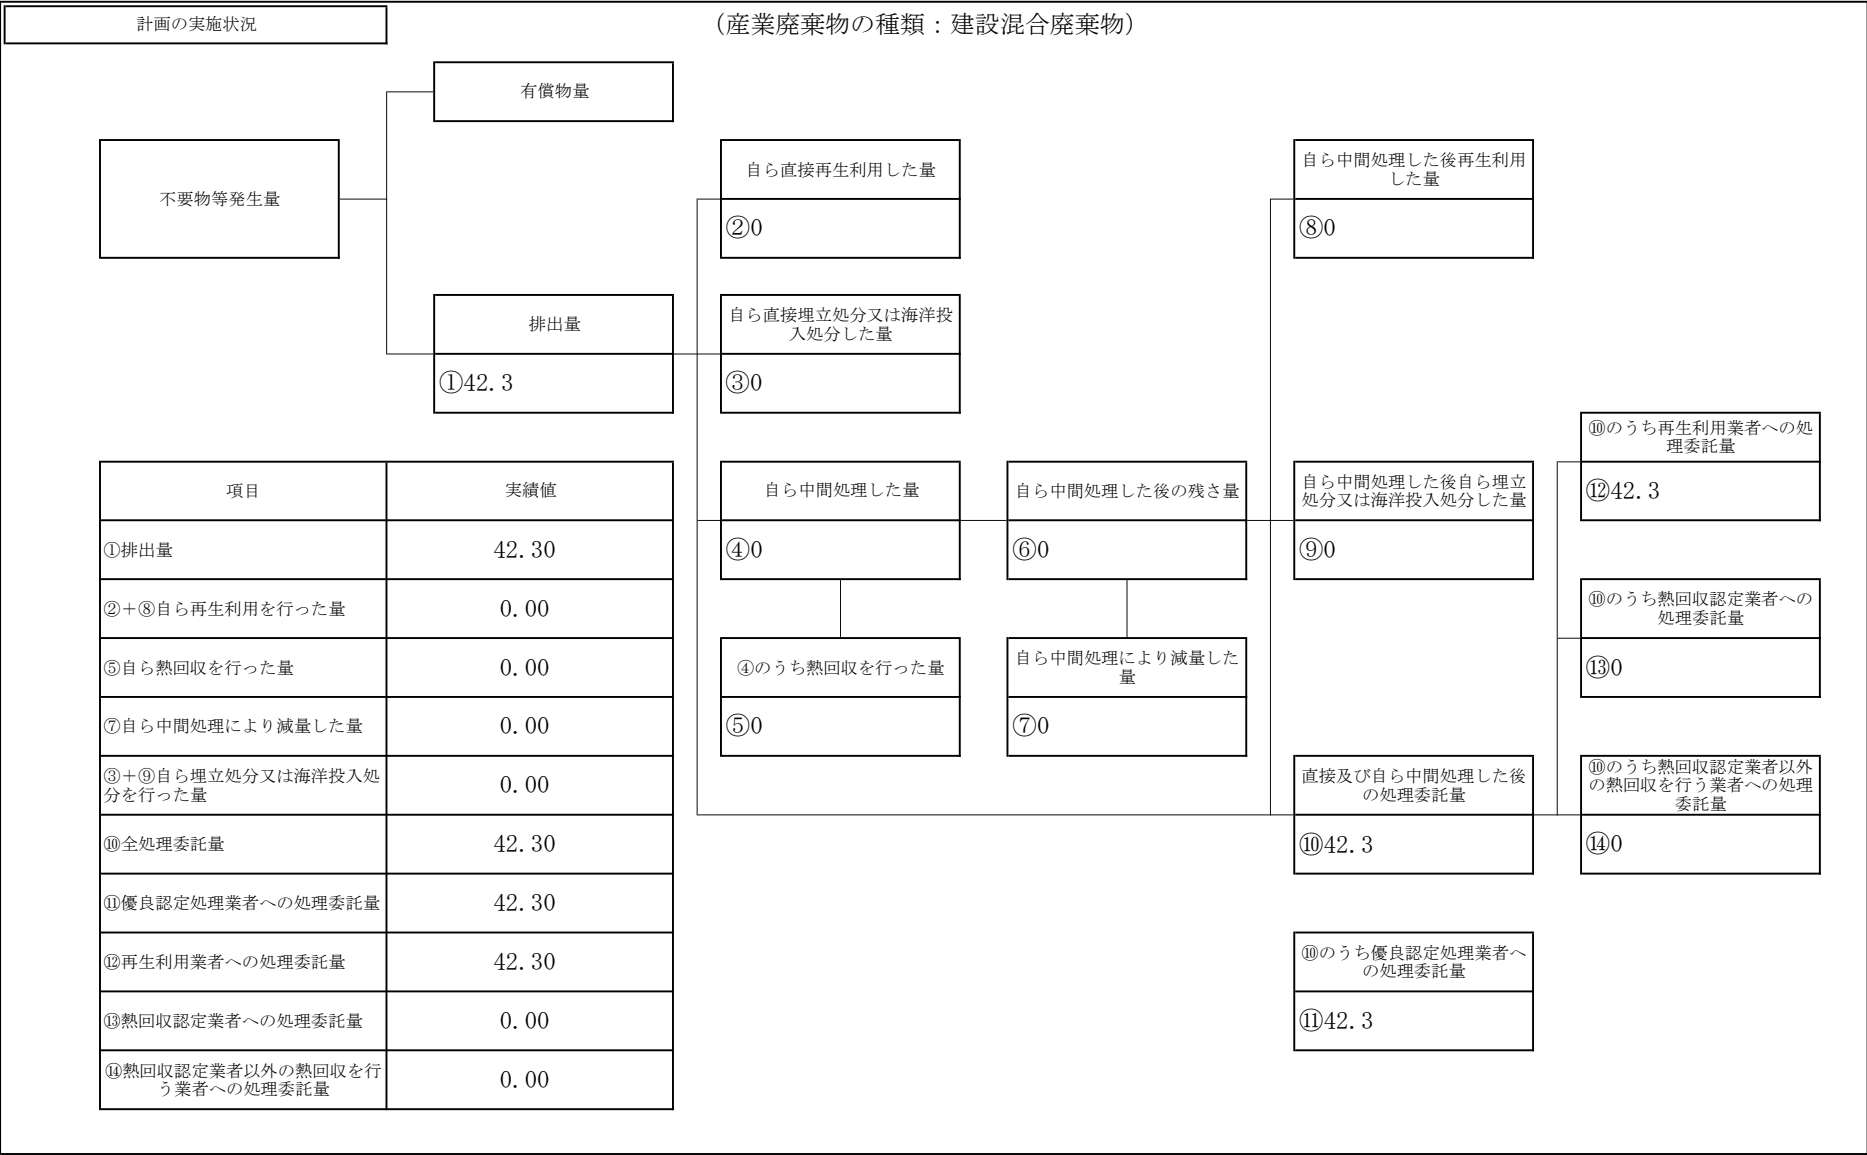 計画の実施状況
（産業廃棄物の種類：建設混合廃棄物）
有償物量
不要物等発生量
排出量
①42.3
自ら直接再生利用した量
②0
自ら直接埋立処分又は海洋投
入処分した量
③0
自ら中間処理した量
④0
④のうち熱回収を行った量
⑤0
自ら中間処理した後の残さ量
⑥0
自ら中間処理により減量した
量
⑦0
自ら中間処理した後再生利用
した量
⑧0
自ら中間処理した後自ら埋立
処分又は海洋投入処分した量
⑨0
直接及び自ら中間処理した後
の処理委託量
⑩42.3
⑩のうち優良認定処理業者へ
の処理委託量
⑪42.3
⑩のうち再生利用業者への処
理委託量
⑫42.3
⑩のうち熱回収認定業者への
処理委託量
⑬0
⑩のうち熱回収認定業者以外
の熱回収を行う業者への処理
委託量
⑭0
項目 実績値
①排出量 42.30
②＋⑧自ら再生利用を行った量 0.00
⑤自ら熱回収を行った量 0.00
⑦自ら中間処理により減量した量 0.00
③＋⑨自ら埋立処分又は海洋投入処
分を行った量 0.00
⑩全処理委託量 42.30
⑪優良認定処理業者への処理委託量 42.30
⑫再生利用業者への処理委託量 42.30
⑬熱回収認定業者への処理委託量 0.00
⑭熱回収認定業者以外の熱回収を行
う業者への処理委託量 0.00